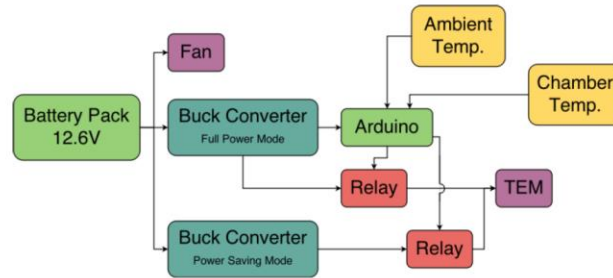 Ambient
Temp.
Fan
Chamber
Temp.
Battery Pack
12.6V
Buck Converter
Full Power Mode
Arduino
Relay
TEM
Buck Converter
Power Saving Mode
Relay